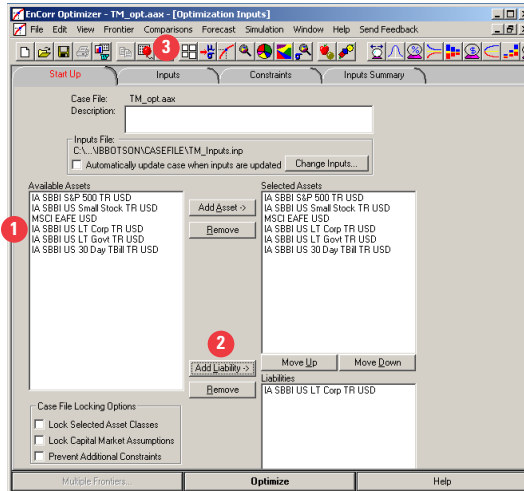 EnCorr Optimizer - TM_opt.aax - [Optimization Inputs]
File Edit View Frontier Comparisons Forecast Simulation Window Help Send Feedback
3
Start Up Inputs Constraints Inputs Summary
Case File: TM_opt.aax
Description:
Inputs File:
C:\...\IBBOTSON\CASEFILE\TM_Inputs.inp
Automatically update case when inputs are updated Change Inputs...
Available Assets Selected Assets
IA SBBI S&P 500 TR USD IA SBBI S&P 500 TR USD
IA SBBI US Small Stock TR USD Add Asset -> IA SBBI US Small Stock TR USD
MSCI EAFE USD MSCI EAFE USD
1 IA SBBI US LT Corp TR USD Remove IA SBBI US LT Corp TR USD
IA SBBI US LT Govt TR USD IA SBBI US LT Govt TR USD
IA SBBI US 30 Day TBill TR USD IA SBBI US 30 Day TBill TR USD
2
Add Liability -> Move Up Move Down
Liabilities
Remove IA SBBI US LT Corp TR USD
Case File Locking Options
Lock Selected Asset Classes
Lock Capital Market Assumptions
Prevent Additional Constraints
Multiple Frontiers... Optimize Help